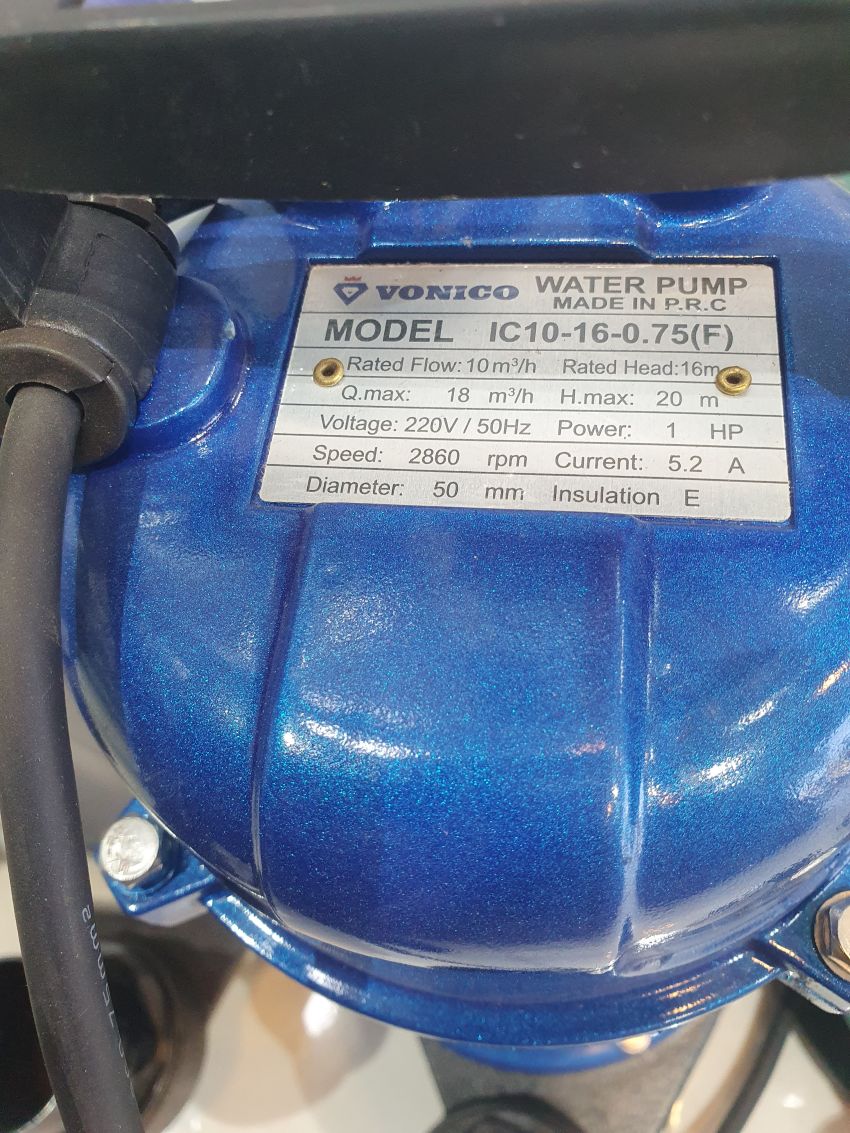 VONICO WATER PUMP
MADE IN P.R.C
MODEL IC10-16-0.75(F)
Rated Flow: 10 m³/h Rated Head: 16m
Q.max: 18 m³/h H.max: 20 m
Voltage: 220V / 50Hz Power: 1 HP
Speed: 2860 rpm Current: 5.2 A
Diameter: 50 mm Insulation E